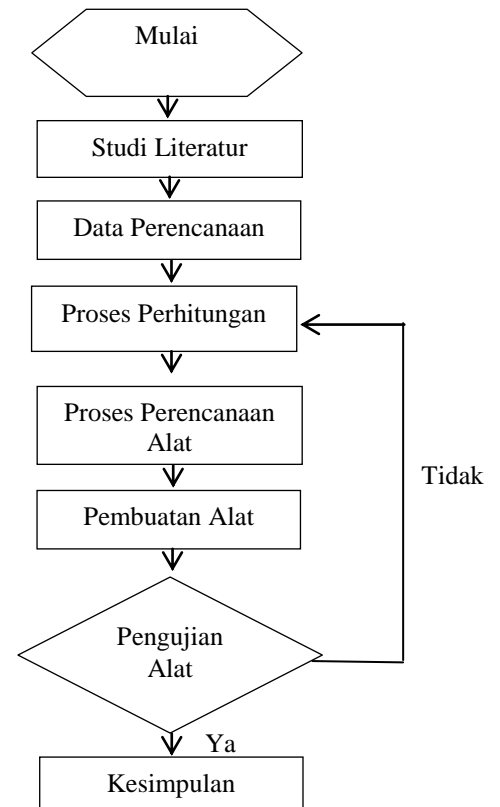 Mulai
Studi Literatur
Data Perencanaan
Proses Perhitungan
Proses Perencanaan
Alat
Tidak
Pembuatan Alat
Pengujian
Alat
Ya
Kesimpulan